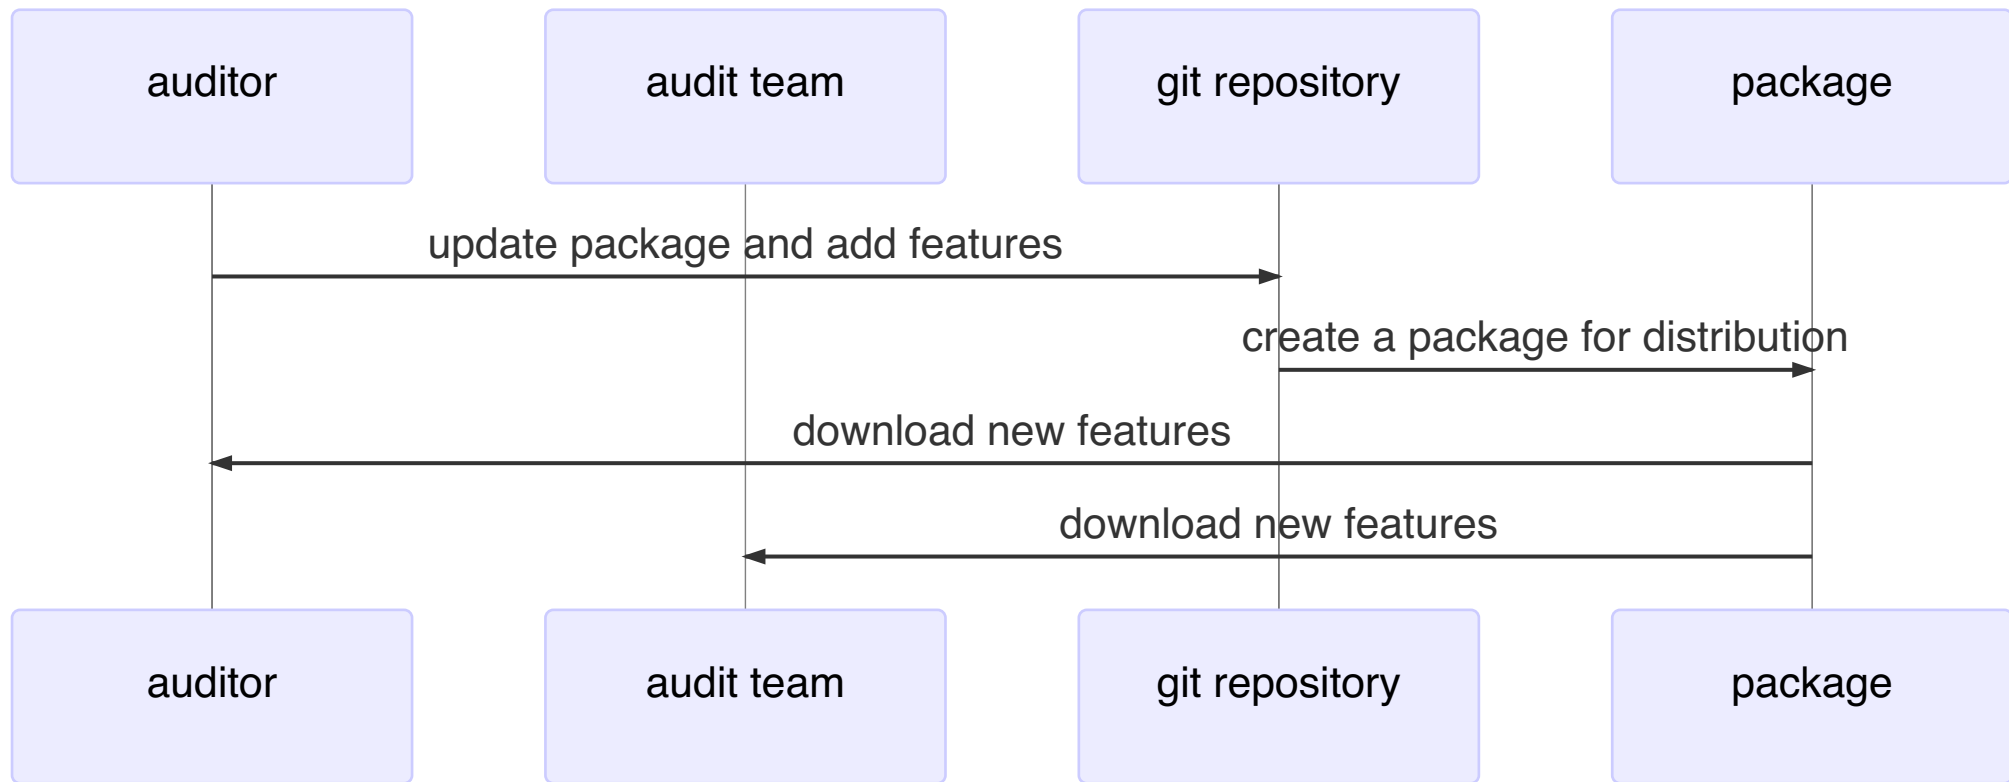 auditor
audit team
git repository
package
update package and add features
create a package for distribution
download new features
download new features
auditor
audit team
git repository
package